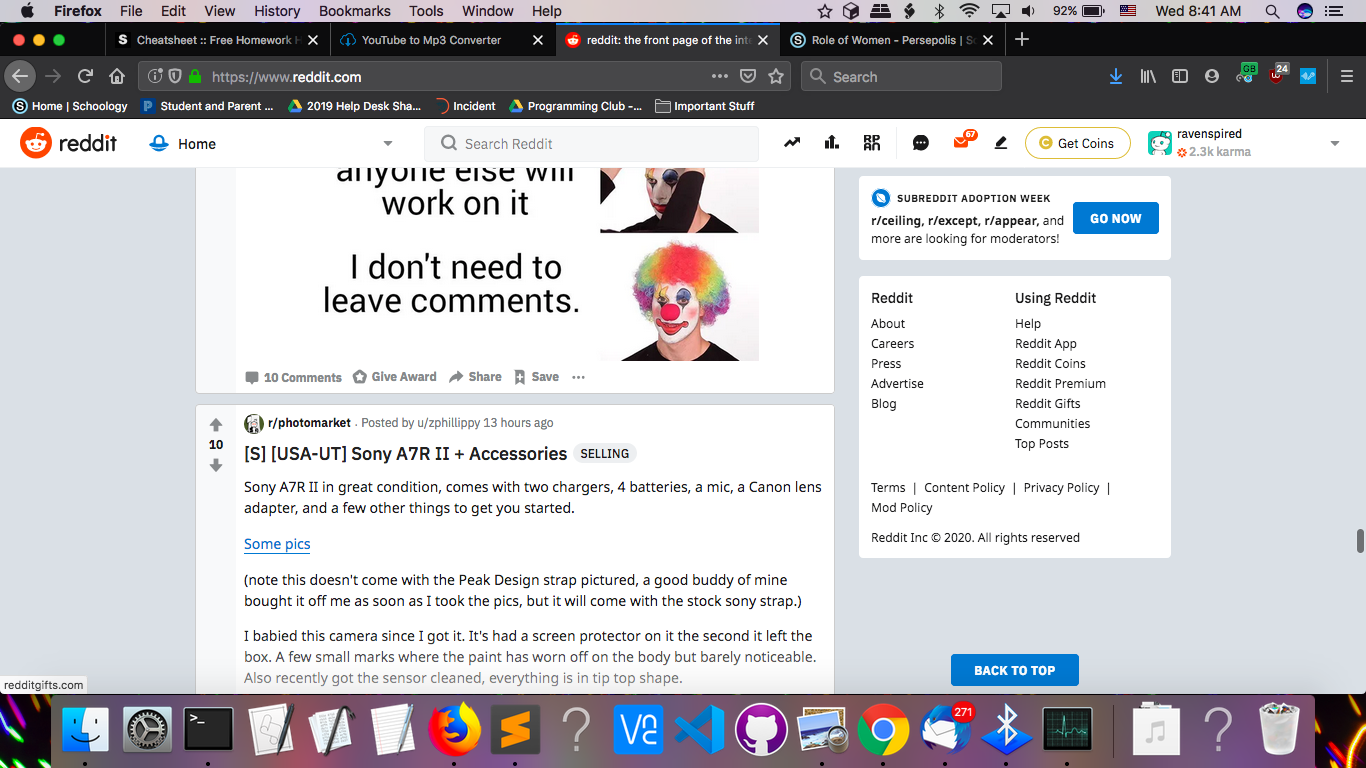 Firefox File Edit View History Bookmarks Tools Window Help 92% Wed 8:41 AM
Cheatsheet :: Free Homework H YouTube to Mp3 Converter reddit: the front page of the inte Role of Women - Persepolis | Sc
https://www.reddit.com Search GB 24
Home | Schoology Student and Parent ... 2019 Help Desk Sha... Incident Programming Club -... Important Stuff
reddit Home Search Reddit 67 Get Coins ravenspired
2.3k karma
anyone else will
work on it
I don't need to
leave comments.
10 Comments Give Award Share Save
r/photomarket · Posted by u/zphillippy 13 hours ago
10
[S] [USA-UT] Sony A7R II + Accessories SELLING
Sony A7R II in great condition, comes with two chargers, 4 batteries, a mic, a Canon lens
adapter, and a few other things to get you started.
Some pics
(note this doesn't come with the Peak Design strap pictured, a good buddy of mine
bought it off me as soon as I took the pics, but it will come with the stock sony strap.)
I babied this camera since I got it. It's had a screen protector on it the second it left the
box. A few small marks where the paint has worn off on the body but barely noticeable.
Also recently got the sensor cleaned, everything is in tip top shape.
SUBREDDIT ADOPTION WEEK
r/ceiling, r/except, r/appear, and
more are looking for moderators!
GO NOW
Reddit Using Reddit
About Help
Careers Reddit App
Press Reddit Coins
Advertise Reddit Premium
Blog Reddit Gifts
Communities
Top Posts
Terms | Content Policy | Privacy Policy |
Mod Policy
Reddit Inc © 2020. All rights reserved
BACK TO TOP
redditgifts.com
271